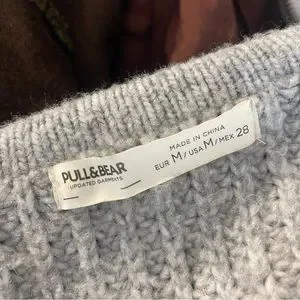 PULL&BEAR
UPDATED GARMENTS
MADE IN CHINA
EUR M/USA M/MEX 28